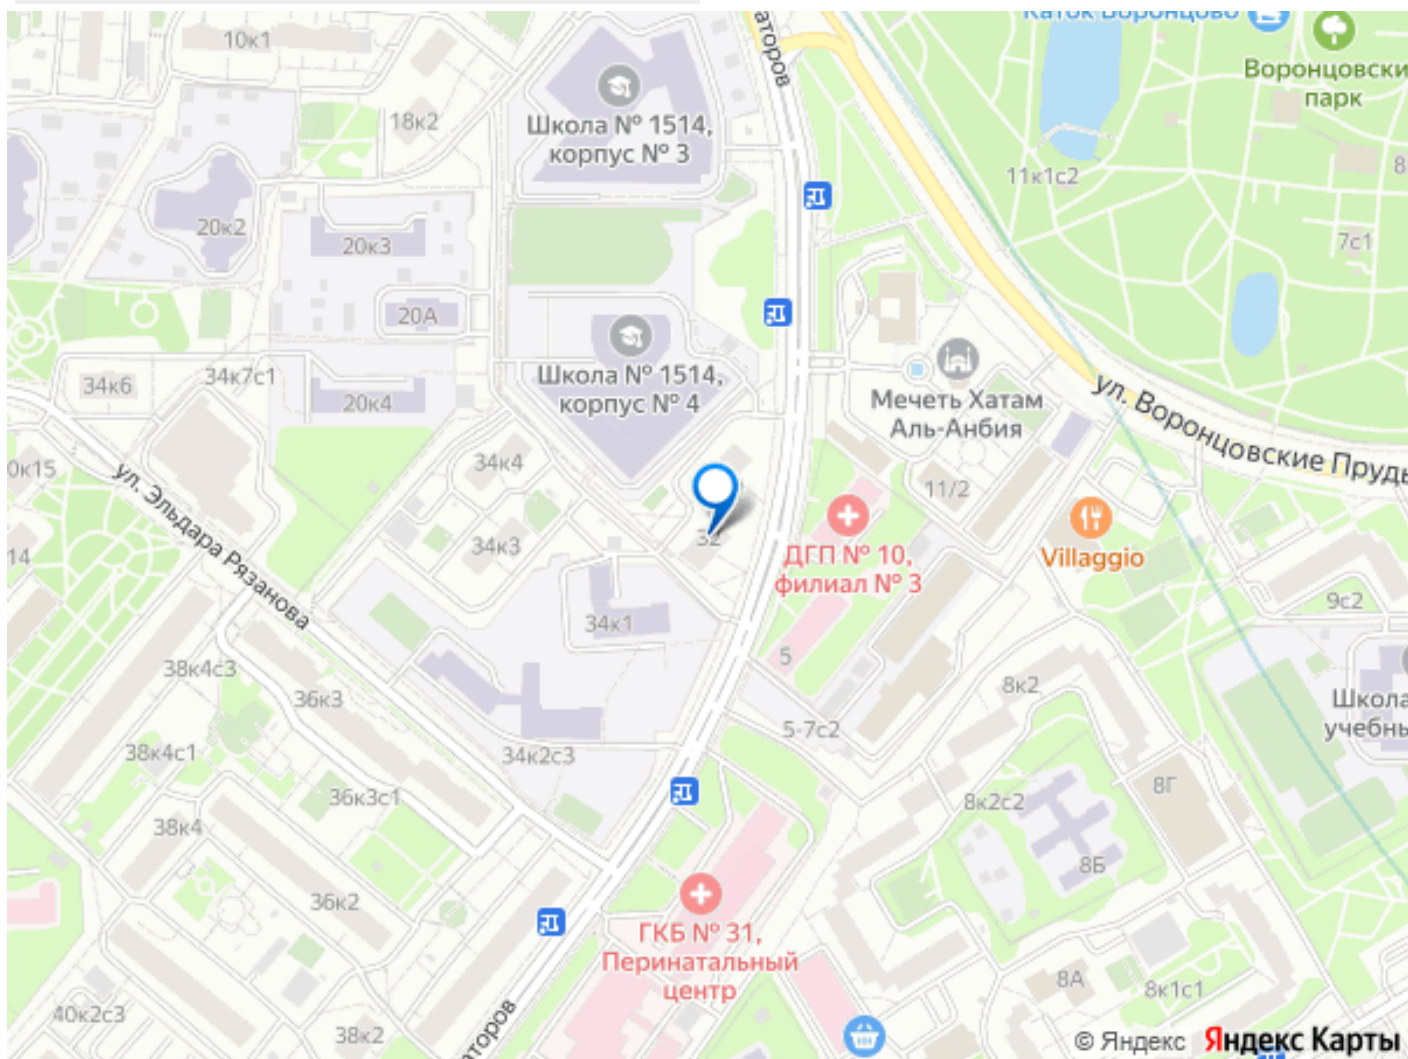 Каток Воронцово
10к1
Воронцовски
парк
18к2
Школа № 1514,
корпус № 3
11к1с2
8
20к2
20к3
7с1
20А
Школа № 1514,
корпус № 4
34к6
34к7с1
20к4
Мечеть Хатам
Аль-Анбия
ул. Воронцовские Пруды
0к15
34к4
11/2
ул. Эльдара Рязанова
34к3
32
ДГП № 10,
филиал № 3
Villaggio
14
9с2
34к1
5
38к4с3
36к3
8к2
Школа
учебны
38к4с1
34к2с3
5-7с2
36к3с1
8к2с2
8Г
38к4
8Б
36к2
ГКБ № 31,
Перинатальный
центр
8А
8к1с1
40к2с3
38к2
аторов
аторов
© Яндекс Яндекс Карты